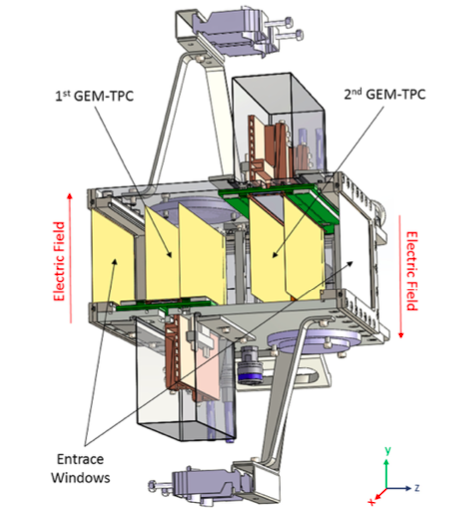 1st GEM-TPC
2nd GEM-TPC
Electric Field
Electric Field
Entrace
Windows
y
z
x